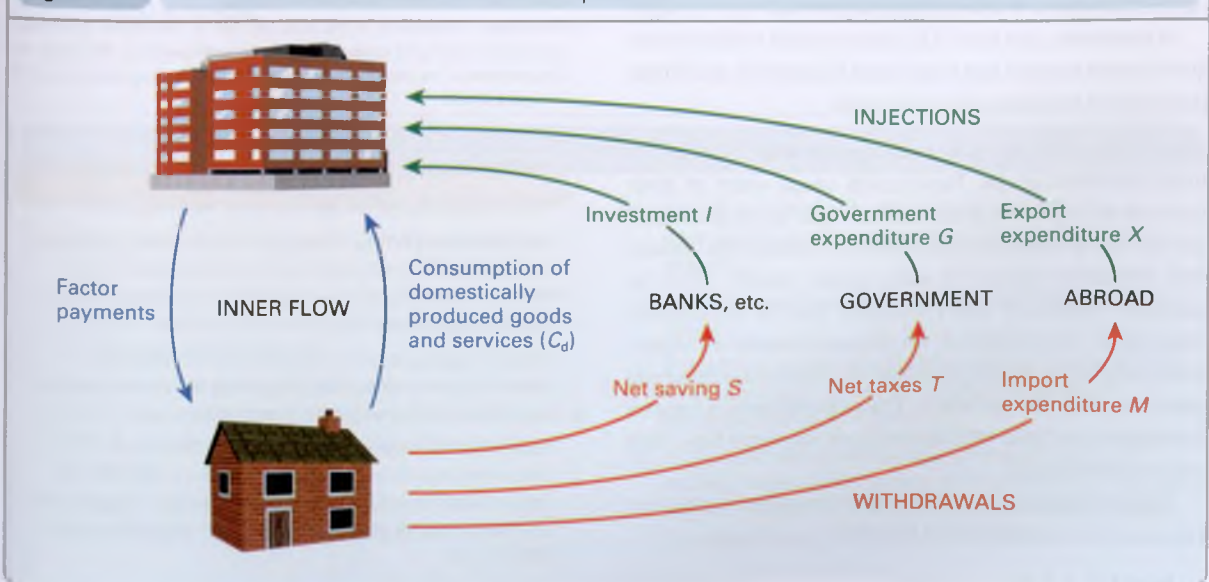 INJECTIONS
Investment I
Government
expenditure G
Export
expenditure X
Factor
payments
INNER FLOW
Consumption of
domestically
produced goods
and services (Cd)
BANKS, etc.
GOVERNMENT
ABROAD
Net saving S
Net taxes T
Import
expenditure M
WITHDRAWALS